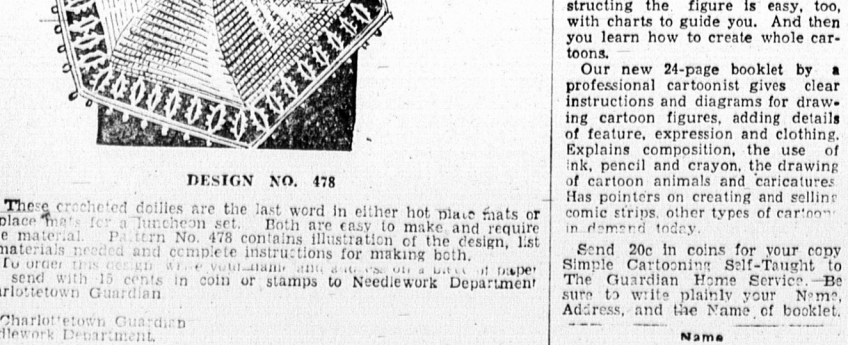 DESIGN NO. 478
These crocheted doilies are the last word in either hot plate mats or
place mats for a luncheon set. Both are easy to make and require
e material. Pattern No. 478 contains illustration of the design, list
materials needed and complete instructions for making both.
To order this design write your name and address on a piece of paper
send with 15 cents in coin or stamps to Needlework Department
arlottetown Guardian
Charlottetown Guardian
dlework Department.
structing the figure is easy, too,
with charts to guide you. And then
you learn how to create whole car-
toons.
Our new 24-page booklet by a
professional cartoonist gives clear
instructions and diagrams for draw-
ing cartoon figures, adding details
of feature, expression and clothing.
Explains composition, the use of
ink, pencil and crayon, the drawing
of cartoon animals and caricatures
Has pointers on creating and selling
comic strips, other types of cartoon
in demand today.
Send 20c in coins for your copy
Simple Cartooning Self-Taught to
The Guardian Home Service.—Be
sure to write plainly your Name,
Address, and the Name of booklet.
Name